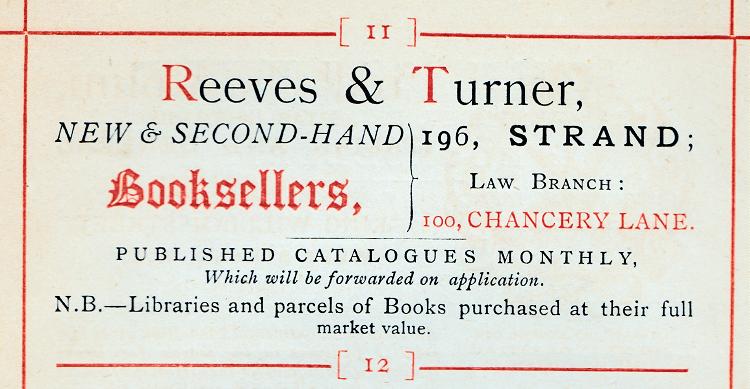 [ 11 ]
Reeves & Turner,
NEW & SECOND-HAND
Booksellers,
196, STRAND;
LAW BRANCH:
100, CHANCERY LANE.
PUBLISHED CATALOGUES MONTHLY,
Which will be forwarded on application.
N.B.—Libraries and parcels of Books purchased at their full
market value.
[ 12 ]